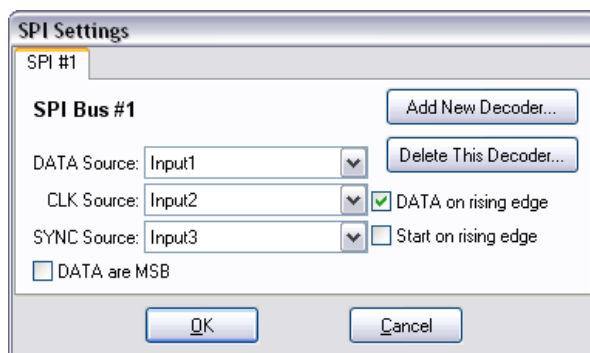 SPI Settings
SPI #1
SPI Bus #1
Add New Decoder...
Delete This Decoder...
DATA Source: Input1
CLK Source: Input2
DATA on rising edge
SYNC Source: Input3
Start on rising edge
DATA are MSB
OK
Cancel